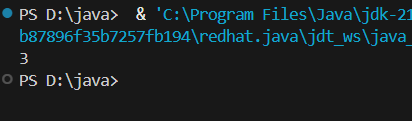 PS D:\java>  & 'C:\Program Files\Java\jdk-21
b87896f35b7257fb194\redhat.java\jdt_ws\java_
3
PS D:\java>